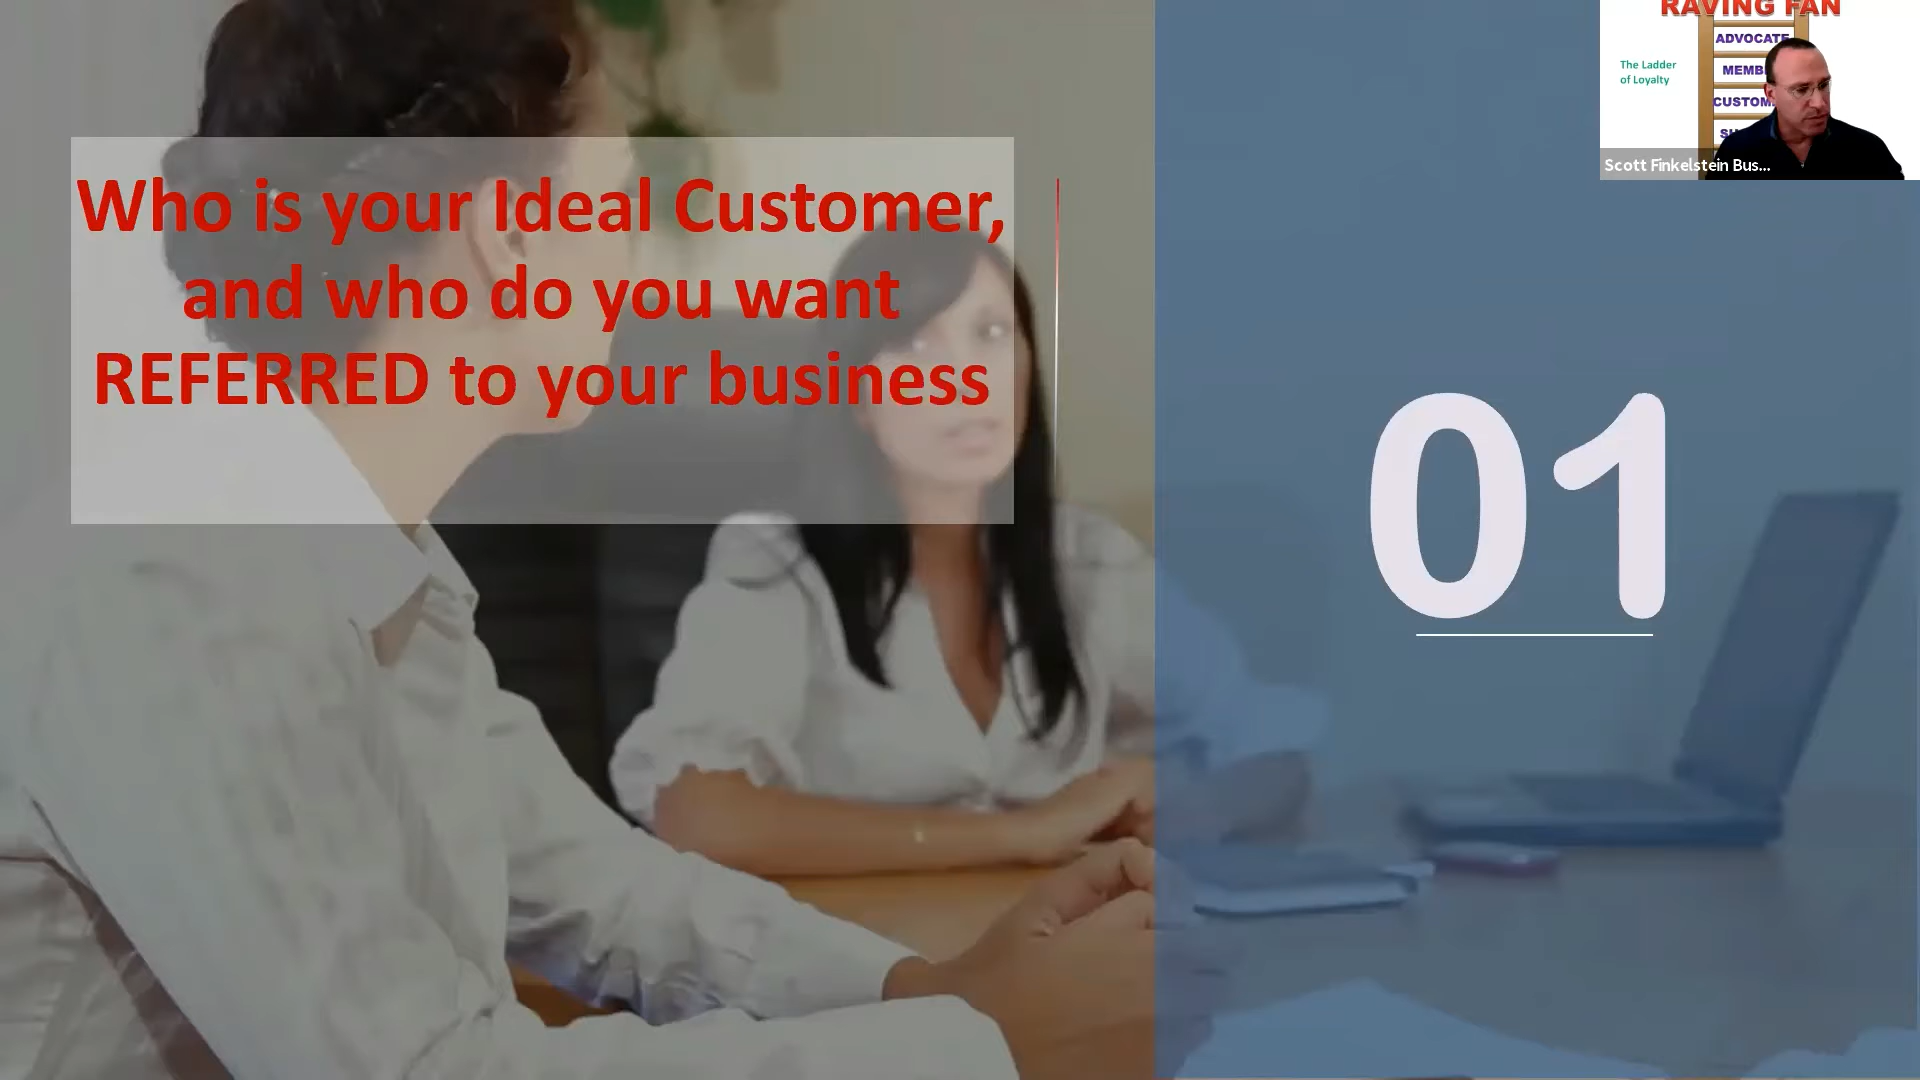 Who is your Ideal Customer,
and who do you want
REFERRED to your business
01
RAVING FAN
ADVOCATE
The Ladder
of Loyalty
Scott Finkelstein Bus...